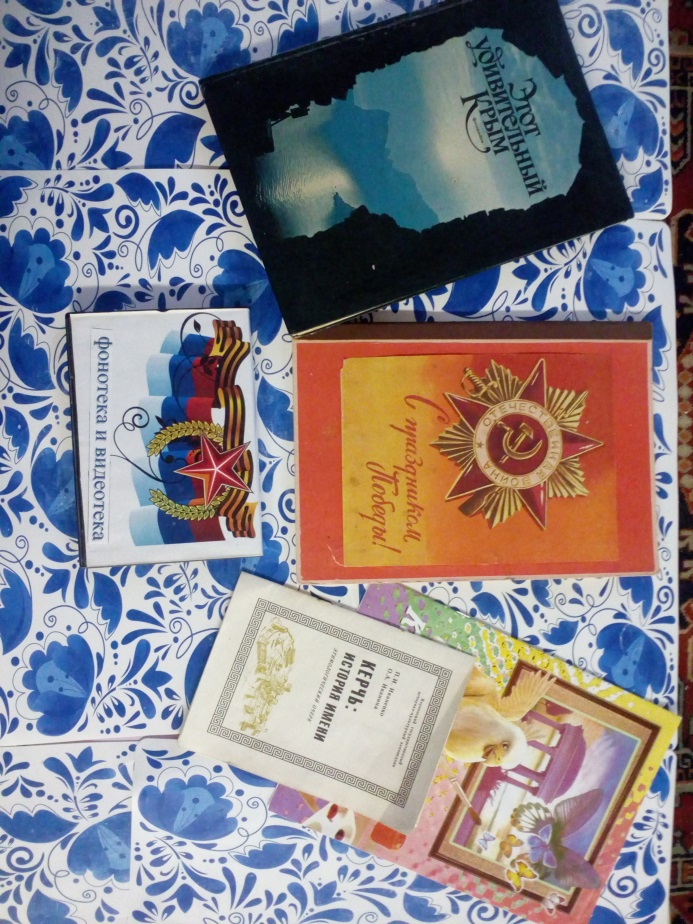 Этот
удивительный
Крым
фонотека и видеотека
С праздником
Победы!
ОТЕЧЕСТВЕННАЯ ВОЙНА
КЕРЧЬ:
ИСТОРИЯ ИМЕНИ